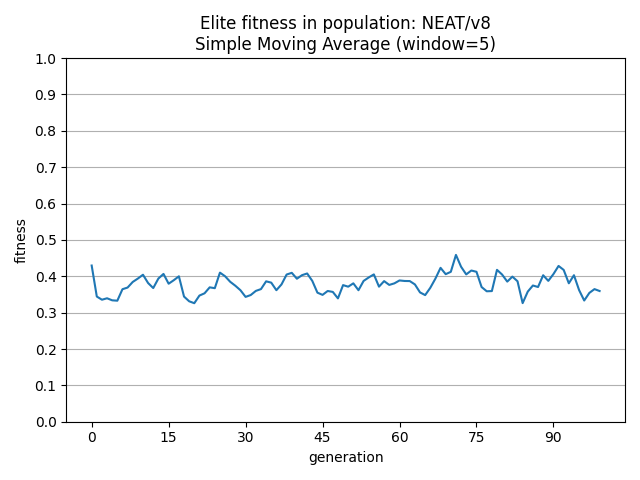 Elite fitness in population: NEAT/v8
Simple Moving Average (window=5)
1.0
0.9
0.8
0.7
0.6
0.5
0.4
0.3
0.2
0.1
0.0
fitness
0 15 30 45 60 75 90
generation